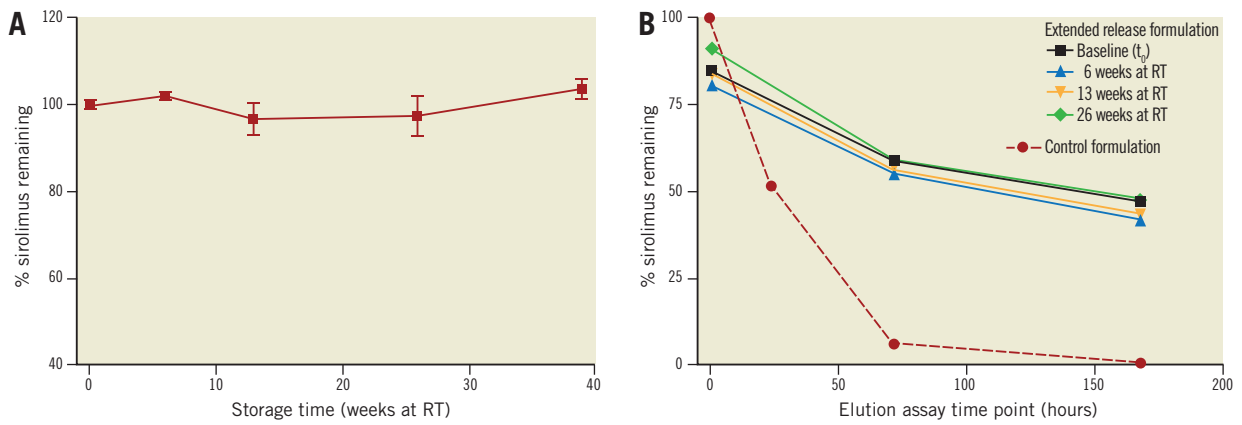 A
120
100
80
60
40
% sirolimus remaining
0 10 20 30 40
Storage time (weeks at RT)
B
100
75
50
25
0
% sirolimus remaining
0 50 100 150 200
Elution assay time point (hours)
Extended release formulation
Baseline (t0)
6 weeks at RT
13 weeks at RT
26 weeks at RT
Control formulation